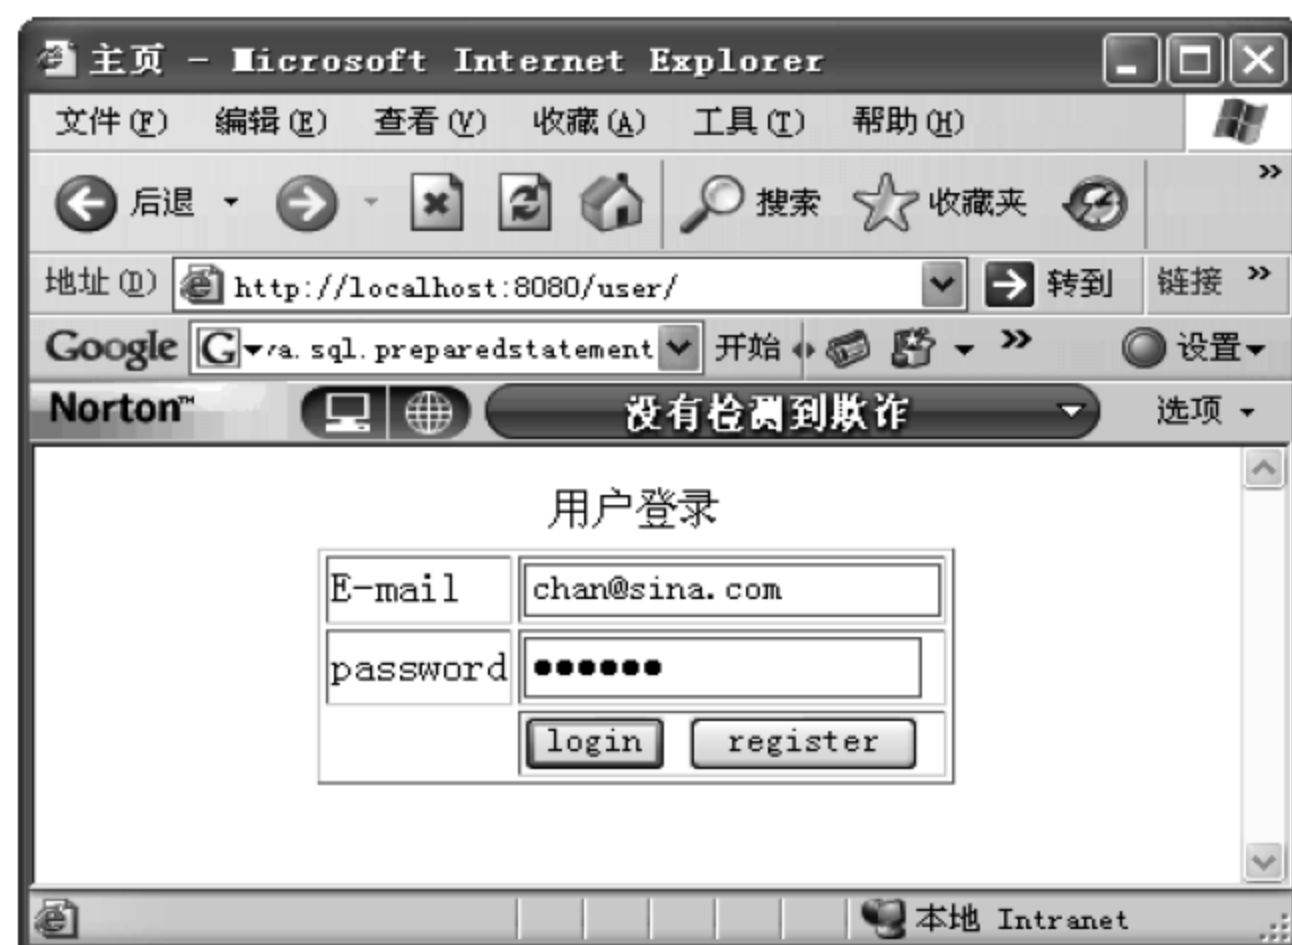 主页 - Microsoft Internet Explorer
文件(F) 编辑(E) 查看(V) 收藏(A) 工具(T) 帮助(H)
后退 搜索 收藏夹
地址(D) http://localhost:8080/user/ 转到 链接 »
Google G a.sql.preparedstatement 开始 » 设置
Norton™ 没有检测到欺诈 选项
用户登录
E-mail chan@sina.com
password ●●●●●●
login register
本地 Intranet